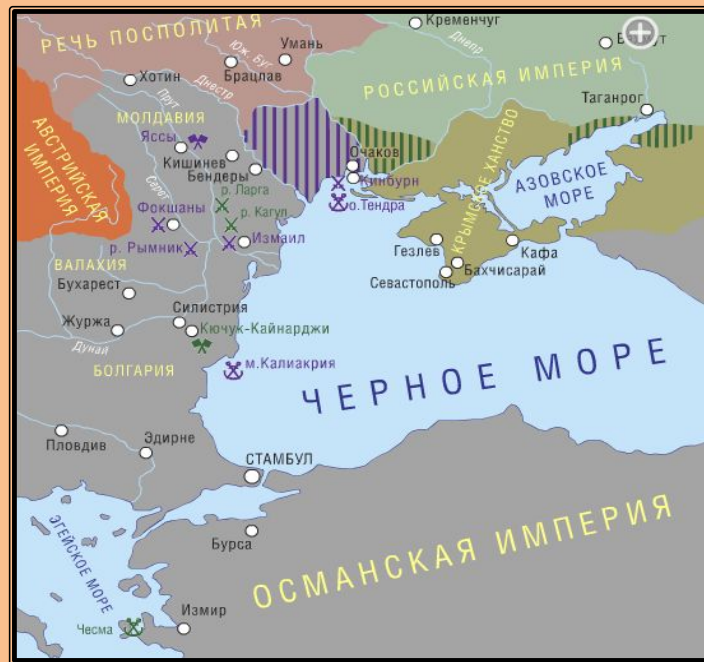 Кременчуг
РЕЧЬ ПОСПОЛИТАЯ
Умань
Юж. Буг
Днепр
Брацлав
Хотин
Днестр
РОССИЙСКАЯ ИМПЕРИЯ
Прут
Таганрог
МОЛДАВИЯ
АВСТРИЙСКАЯ
ИМПЕРИЯ
Яссы
Кишинев
Бендеры
Очаков
Кинбурн
КРЫМСКОЕ ХАНСТВО
АЗОВСКОЕ
МОРЕ
Серет
р. Ларга
о.Тендра
Фокшаны
р. Кагул
р. Рымник
Измаил
Гезлев
Кафа
ВАЛАХИЯ
Бахчисарай
Севастополь
Бухарест
Силистрия
Журжа
Кючук-Кайнарджи
Дунай
БОЛГАРИЯ
м.Калиакрия
ЧЕРНОЕ МОРЕ
Пловдив
Эдирне
СТАМБУЛ
ЭГЕЙСКОЕ МОРЕ
Бурса
ОСМАНСКАЯ ИМПЕРИЯ
Чесма
Измир